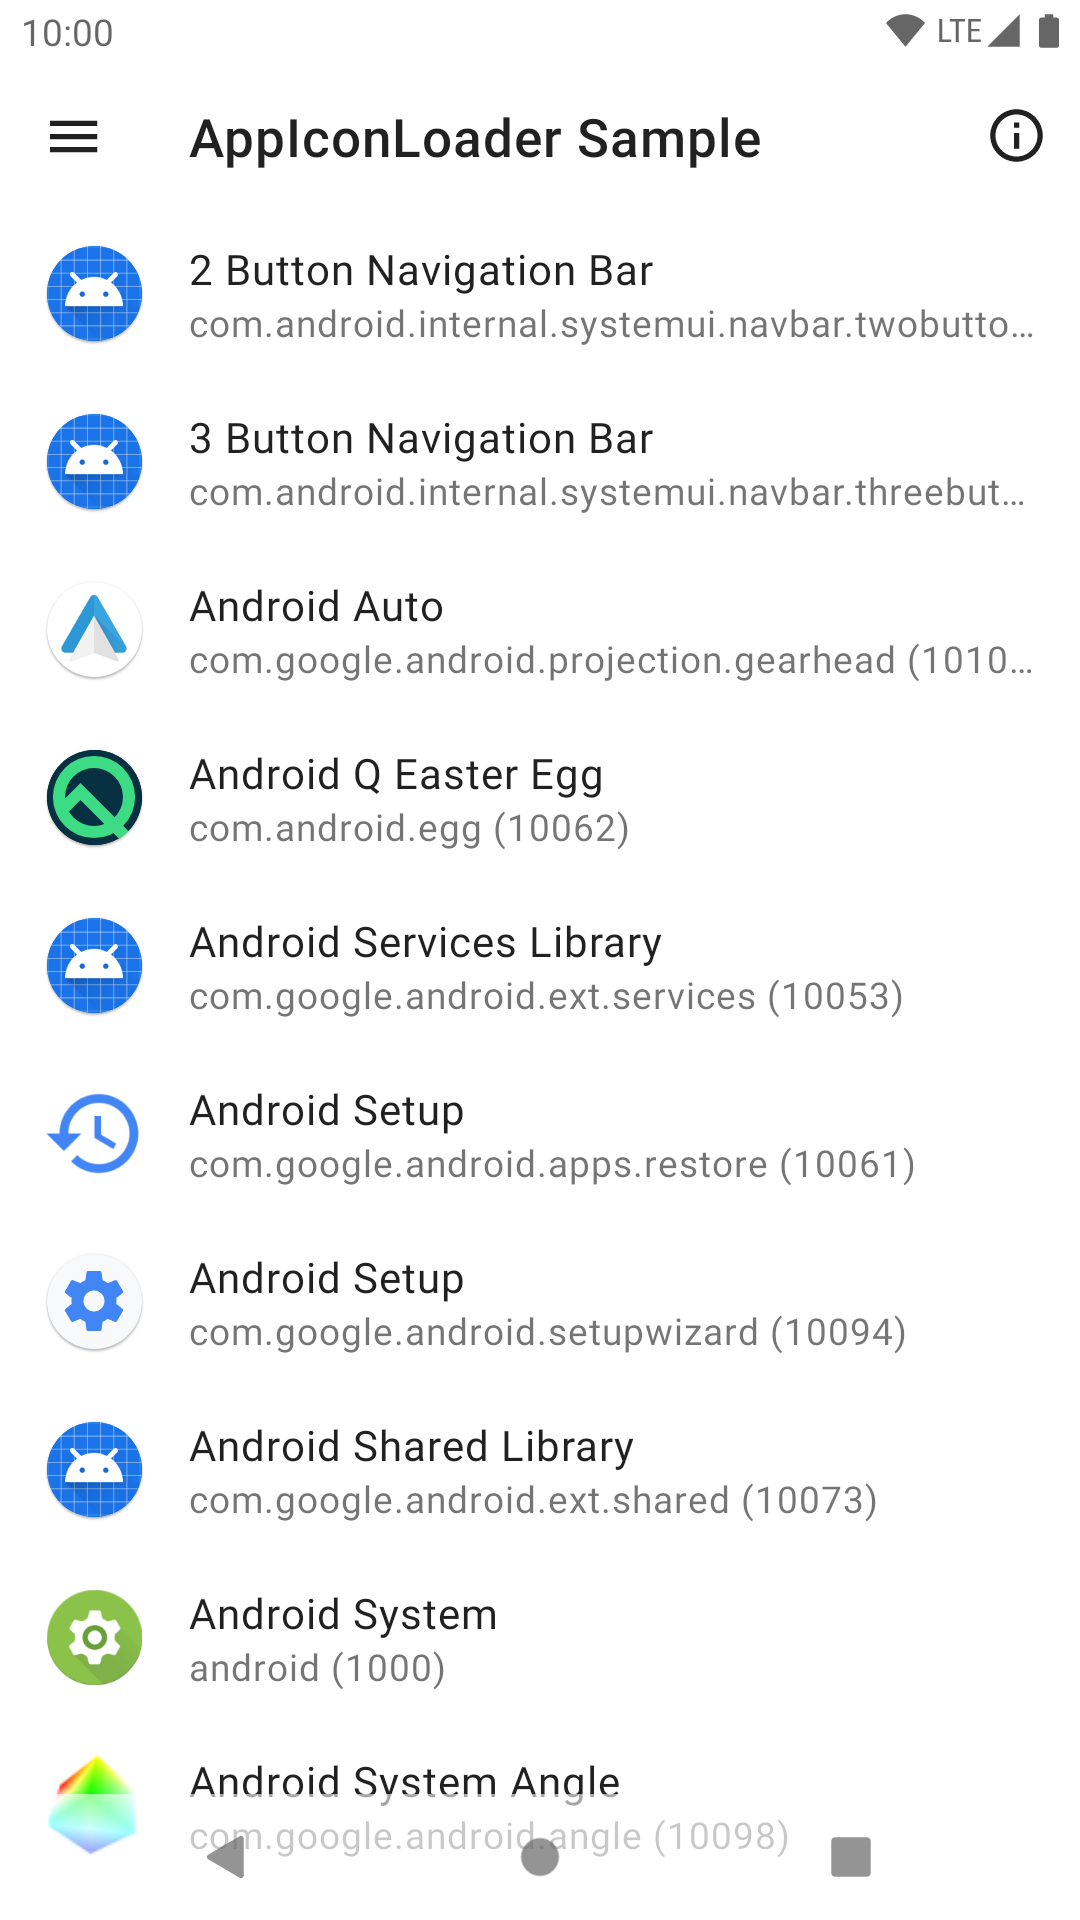 10:00
LTE
AppIconLoader Sample
2 Button Navigation Bar
com.android.internal.systemui.navbar.twobutto…
3 Button Navigation Bar
com.android.internal.systemui.navbar.threebut…
Android Auto
com.google.android.projection.gearhead (1010…
Android Q Easter Egg
com.android.egg (10062)
Android Services Library
com.google.android.ext.services (10053)
Android Setup
com.google.android.apps.restore (10061)
Android Setup
com.google.android.setupwizard (10094)
Android Shared Library
com.google.android.ext.shared (10073)
Android System
android (1000)
Android System Angle
com.google.android.angle (10098)